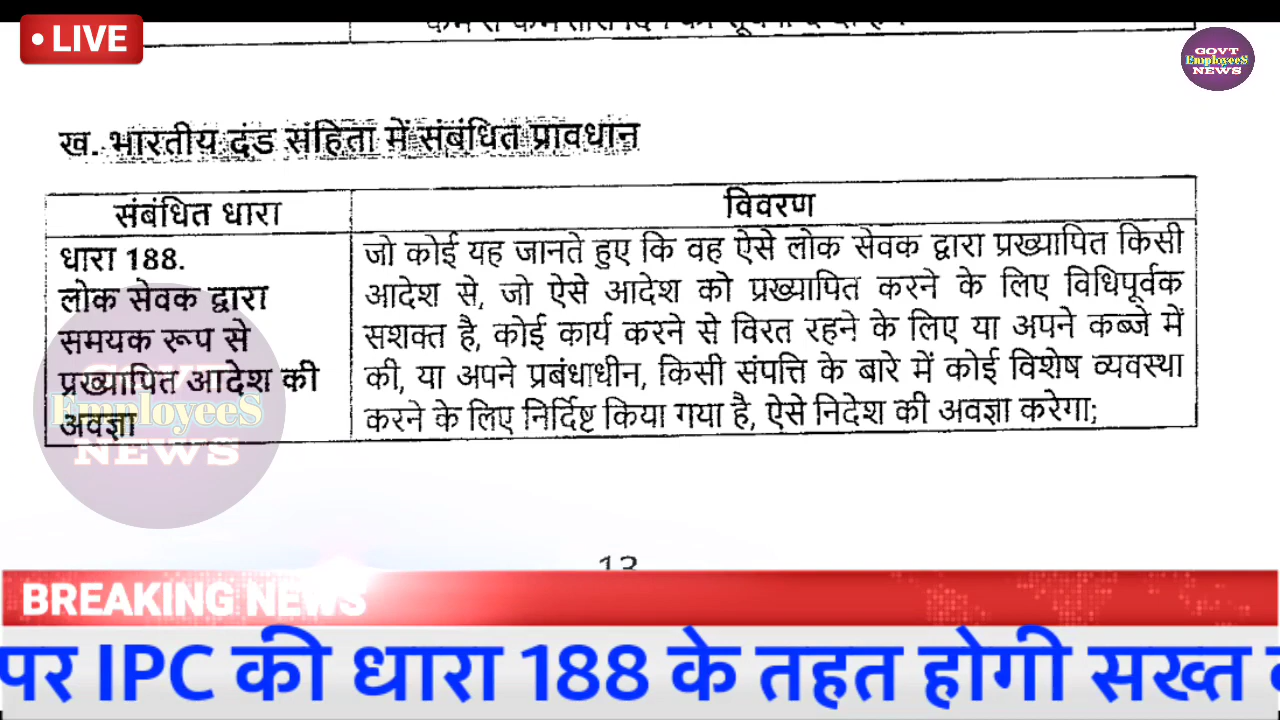 • LIVE
GOVT
EmployeeS
NEWS
ख. भारतीय दंड संहिता में संबंधित प्रावधान
संबंधित धारा
विवरण
धारा 188.
लोक सेवक द्वारा
समयक रूप से
प्रख्यापित आदेश की
अवज्ञा
जो कोई यह जानते हुए कि वह ऐसे लोक सेवक द्वारा प्रख्यापित किसी
आदेश से, जो ऐसे आदेश को प्रख्यापित करने के लिए विधिपूर्वक
सशक्त है, कोई कार्य करने से विरत रहने के लिए या अपने कब्जे में
की, या अपने प्रबंधाधीन, किसी संपत्ति के बारे में कोई विशेष व्यवस्था
करने के लिए निर्दिष्ट किया गया है, ऐसे निदेश की अवज्ञा करेगा;
EmployeeS
NEWS
13
BREAKING NEWS
पर IPC की धारा 188 के तहत होगी सख्त